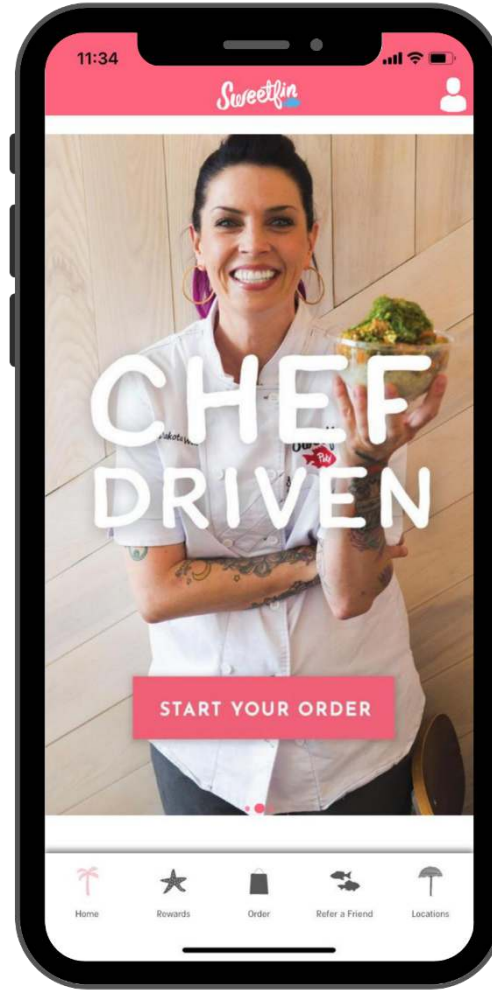 11:34
Sweetfin
CHEF
DRIVEN
START YOUR ORDER
Home
Rewards
Order
Refer a Friend
Locations